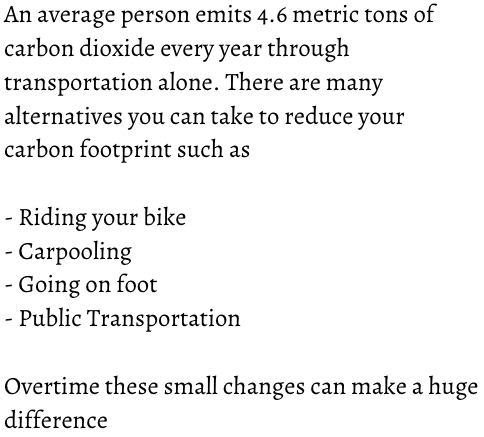 An average person emits 4.6 metric tons of
carbon dioxide every year through
transportation alone. There are many
alternatives you can take to reduce your
carbon footprint such as
- Riding your bike
- Carpooling
- Going on foot
- Public Transportation
Overtime these small changes can make a huge
difference